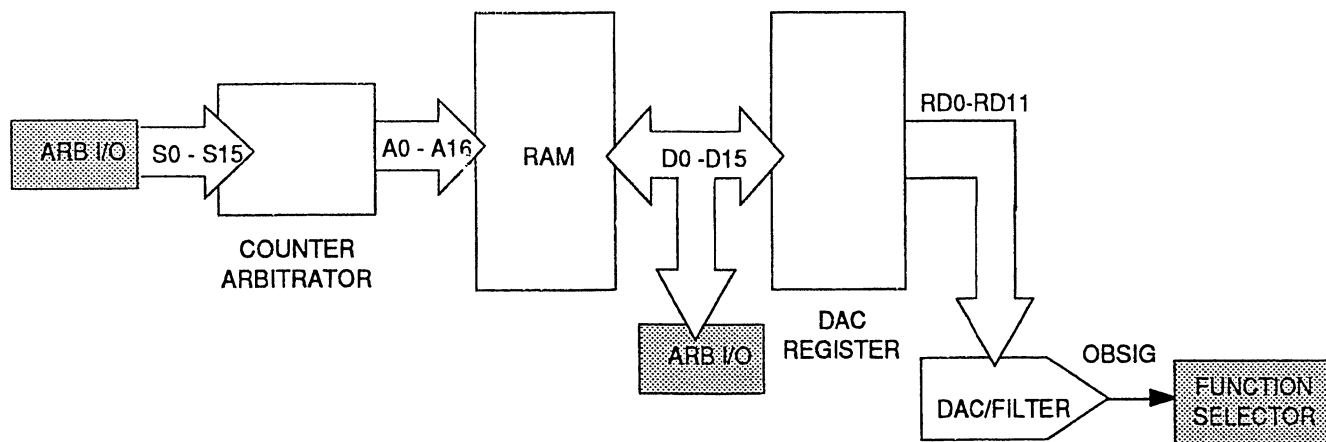 ARB I/O
S0 - S15
COUNTER
ARBITRATOR
A0 - A16
RAM
D0 -D15
ARB I/O
DAC
REGISTER
RD0-RD11
DAC/FILTER
OBSIG
FUNCTION
SELECTOR